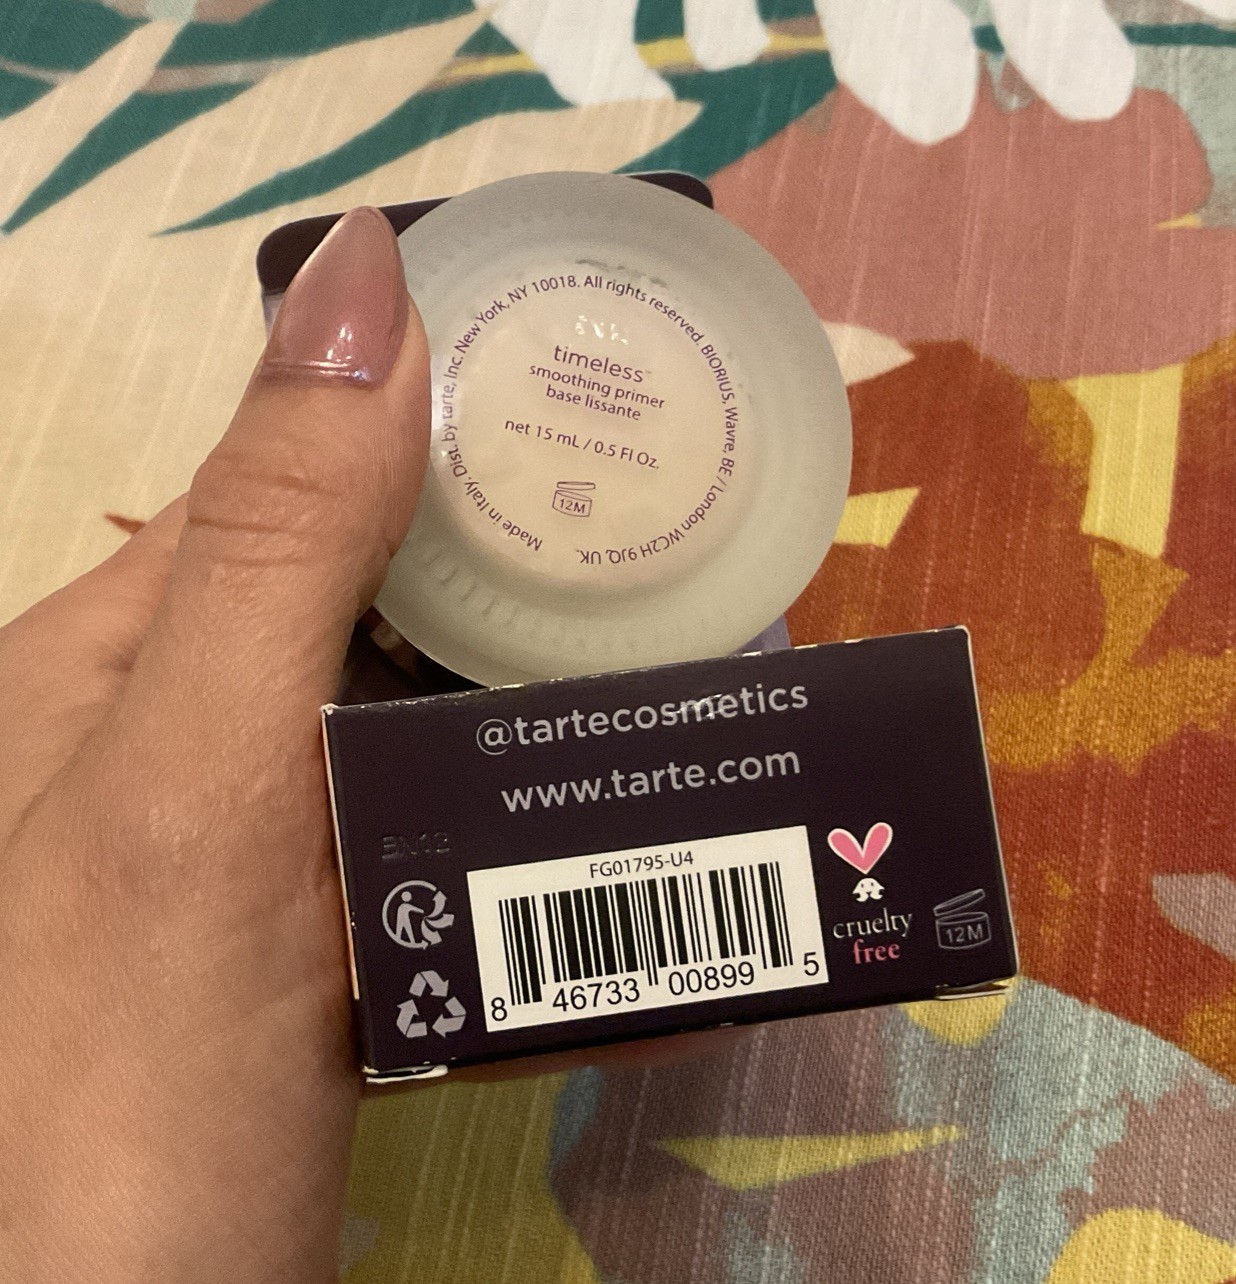 Made in Italy. Dist. by tarte, Inc. New York, NY 10018. All rights reserved. BIORIUS, Wavre, BE / London WC2H 9JQ, UK.
timeless™
smoothing primer
base lissante
net 15 mL / 0.5 Fl Oz.
12M
@tartecosmetics
www.tarte.com
FG01795-U4
8 46733 00899 5
cruelty
free
12M